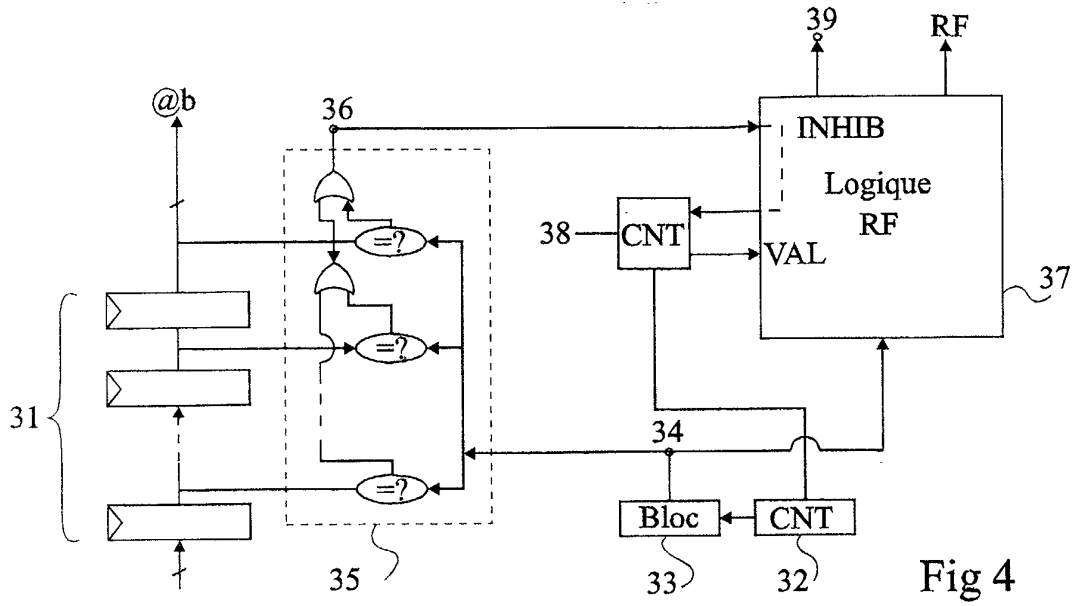 39
RF
@b
36
INHIB
Logique
RF
=?
38
CNT
VAL
37
=?
31
34
=?
Bloc
CNT
35
33
32
Fig 4